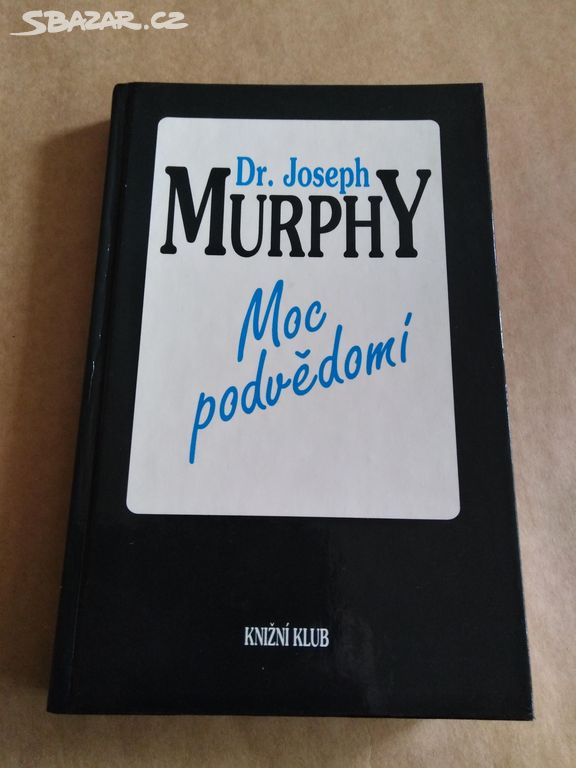 SBAZAR.CZ
Dr. Joseph
MURPHY
Moc
podvědomí
KNIŽNÍ KLUB